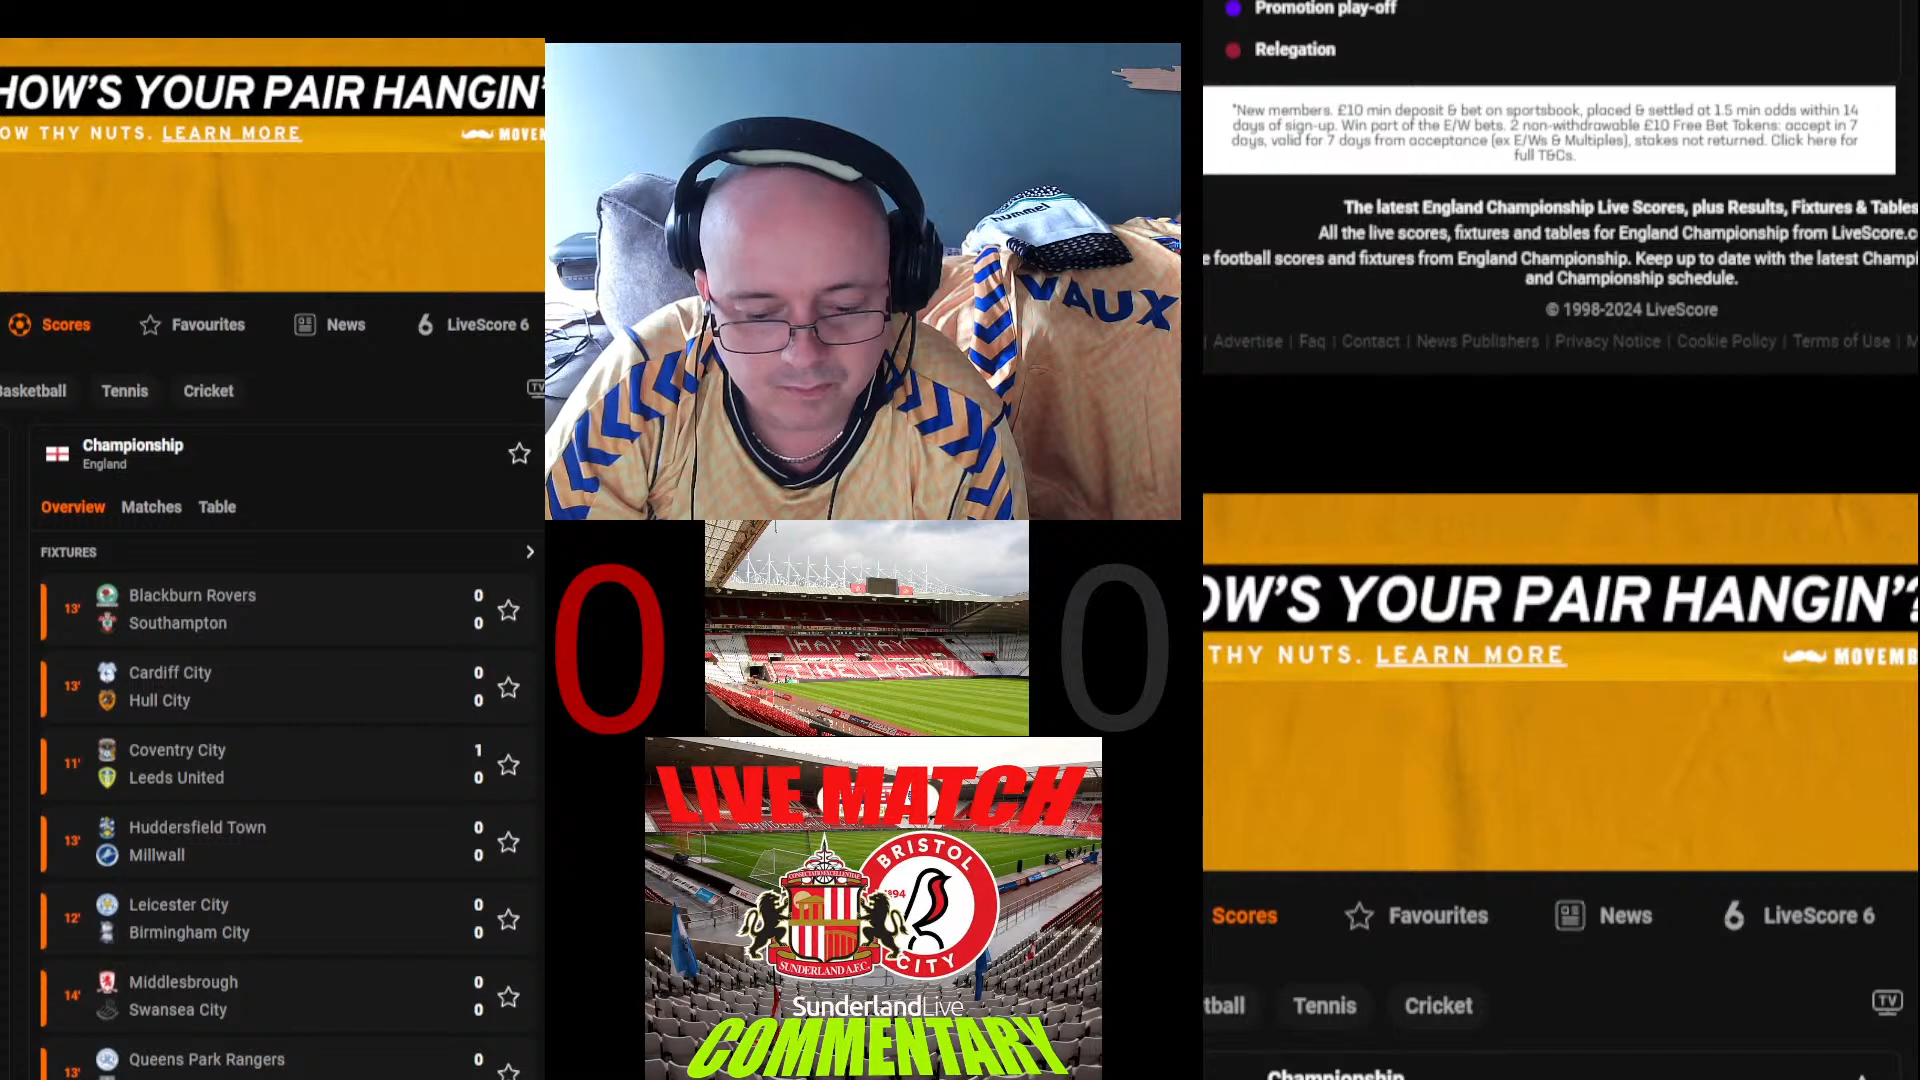 HOW'S YOUR PAIR HANGIN'
OW THY NUTS. LEARN MORE
MOVEM
Scores
Favourites
News
LiveScore 6
Basketball
Tennis
Cricket
TV
Championship
England
Overview
Matches
Table
FIXTURES
13'
Blackburn Rovers 0
Southampton 0
13'
Cardiff City 0
Hull City 0
11'
Coventry City 1
Leeds United 0
13'
Huddersfield Town 0
Millwall 0
12'
Leicester City 0
Birmingham City 0
14'
Middlesbrough 0
Swansea City 0
13'
Queens Park Rangers 0
hummel
VAUX
0
0
HA'WAY
THE LADS
LIVE MATCH
SUNDERLAND
CONSECTATIO EXCELLENTIAE
SUNDERLAND A.F.C.
BRISTOL
1894
CITY
SunderlandLive
COMMENTARY
Promotion play-off
Relegation
*New members. £10 min deposit & bet on sportsbook, placed & settled at 1.5 min odds within 14
days of sign-up. Win part of the E/W bets. 2 non-withdrawable £10 Free Bet Tokens: accept in 7
days, valid for 7 days from acceptance (ex E/Ws & Multiples), stakes not returned. Click here for
full T&Cs.
The latest England Championship Live Scores, plus Results, Fixtures & Tables
All the live scores, fixtures and tables for England Championship from LiveScore.c
e football scores and fixtures from England Championship. Keep up to date with the latest Champi
and Championship schedule.
© 1998-2024 LiveScore
| Advertise | Faq | Contact | News Publishers | Privacy Notice | Cookie Policy | Terms of Use | M
OW'S YOUR PAIR HANGIN'?
THY NUTS. LEARN MORE
MOVEMB
Scores
Favourites
News
LiveScore 6
tball
Tennis
Cricket
TV
Championship